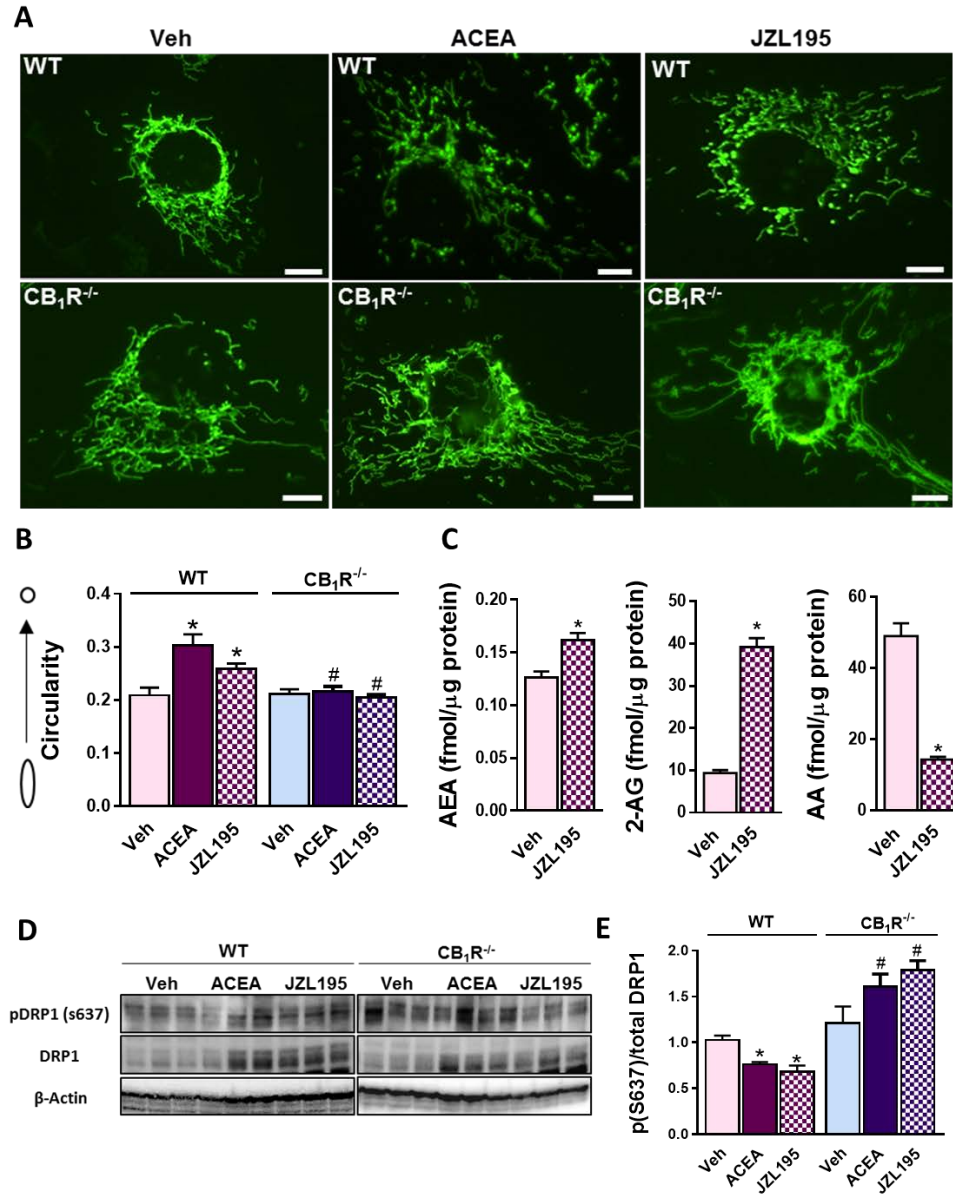 A
Veh ACEA JZL195
WT WT WT
CB₁R⁻/⁻ CB₁R⁻/⁻ CB₁R⁻/⁻
B
WT CB₁R⁻/⁻
Circularity
0.4
0.3
0.2
0.1
0.0
* * # #
Veh ACEA JZL195 Veh ACEA JZL195
C
AEA (fmol/µg protein)
0.20
0.15
0.10
0.05
0.00
*
Veh JZL195
2-AG (fmol/µg protein)
50
40
30
20
10
0
*
Veh JZL195
AA (fmol/µg protein)
60
40
20
0
*
Veh JZL195
D
WT CB₁R⁻/⁻
Veh ACEA JZL195 Veh ACEA JZL195
pDRP1 (s637)
DRP1
β-Actin
E
WT CB₁R⁻/⁻
p(S637)/total DRP1
2.0
1.5
1.0
0.5
0.0
* * # #
Veh ACEA JZL195 Veh ACEA JZL195